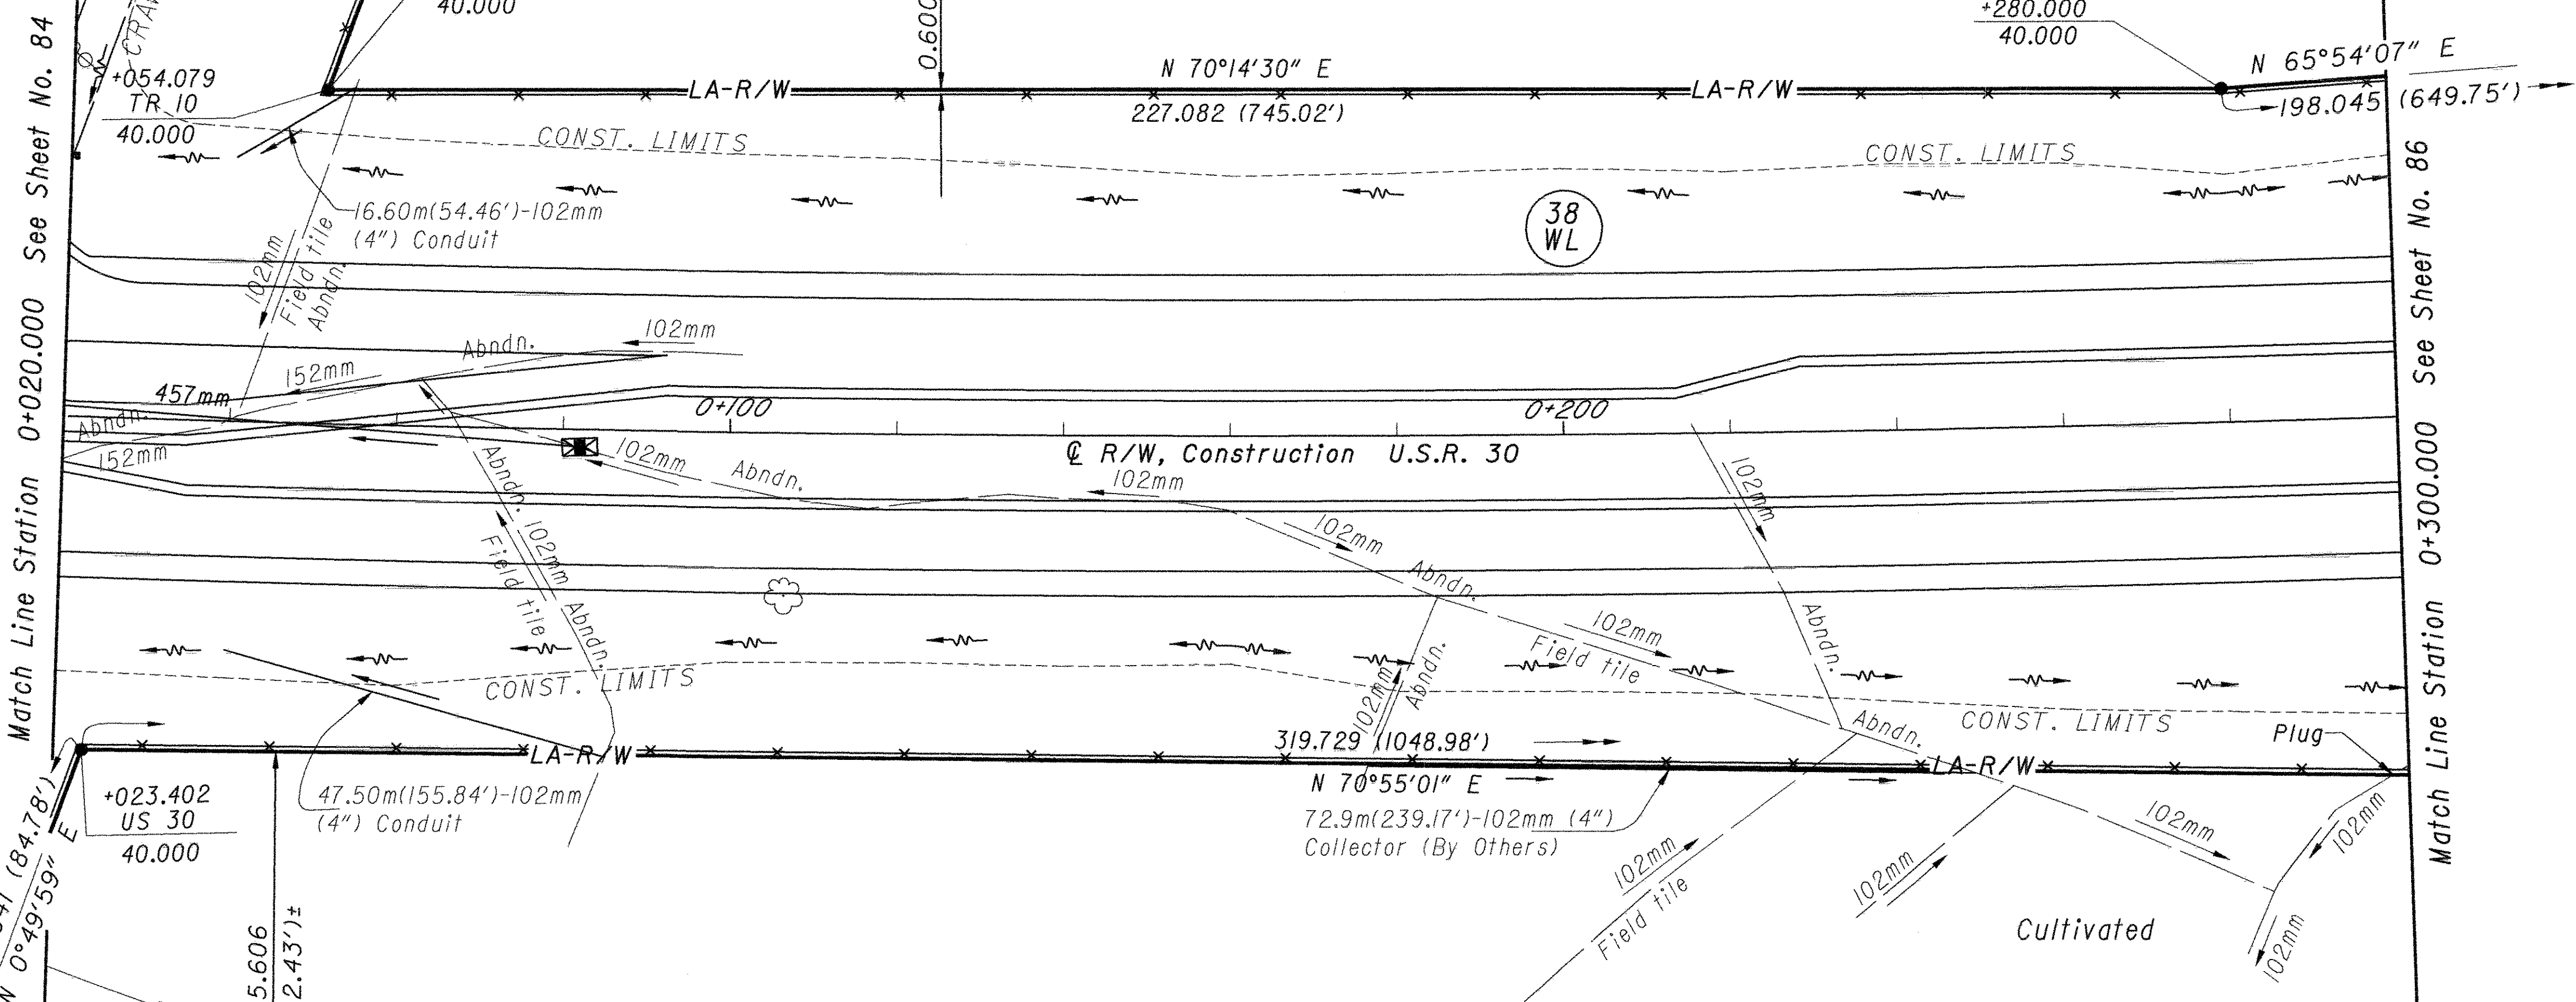 Match Line Station 0+020.000 See Sheet No. 84
40.000
0.600
+280.000
40.000
N 65°54'07" E
198.045 (649.75')
N 70°14'30" E
LA-R/W
LA-R/W
227.082 (745.02')
+054.079
TR 10
40.000
CONST. LIMITS
CONST. LIMITS
16.60m(54.46')-102mm
(4") Conduit
38
WL
102mm
Field tile
Abndn.
102mm
Abndn.
152mm
457mm
Abndn.
152mm
0+100
0+200
℄ R/W, Construction U.S.R. 30
102mm
Abndn.
102mm
102mm
Abndn.
102mm
Field tile
Abndn.
102mm
Abndn.
102mm
Abndn.
102mm
Field tile
102mm
Abndn.
Abndn.
CONST. LIMITS
CONST. LIMITS
Plug
LA-R/W
319.729 (1048.98')
N 70°55'01" E
LA-R/W
+023.402
US 30
40.000
47.50m(155.84')-102mm
(4") Conduit
72.9m(239.17')-102mm (4")
Collector (By Others)
102mm
Field tile
102mm
102mm
102mm
102mm
Cultivated
(84.78')
N 0°49'59" E
5.606
2.43')±
Match Line Station 0+300.000 See Sheet No. 86